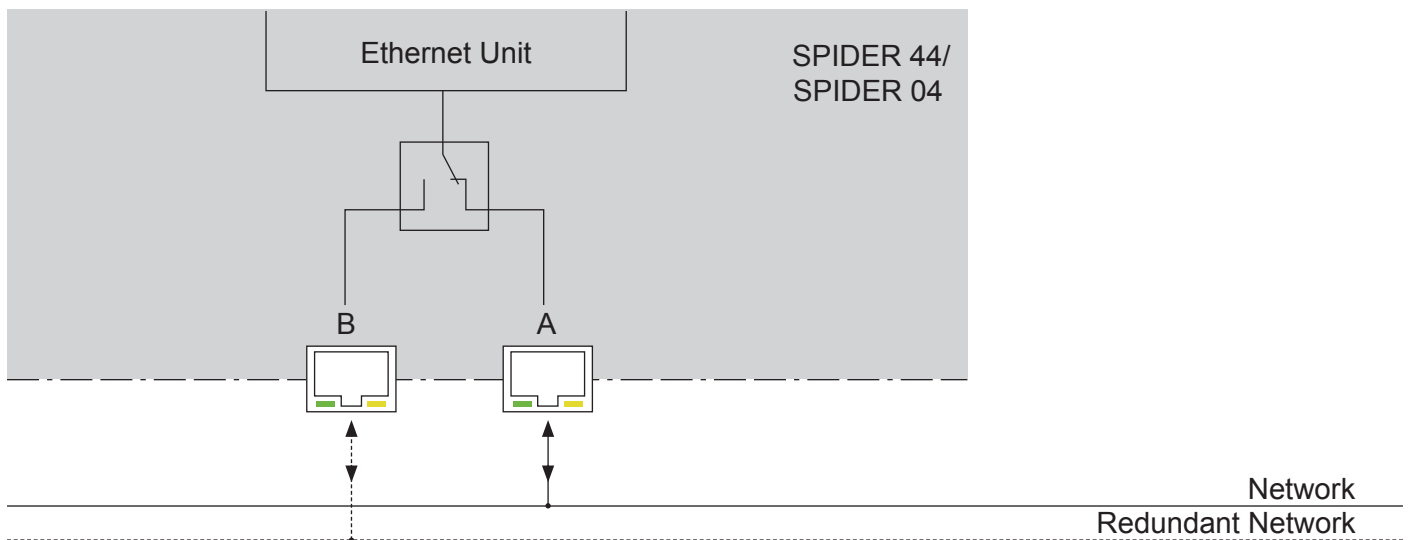 Ethernet Unit
SPIDER 44/
SPIDER 04
B
A
Network
Redundant Network